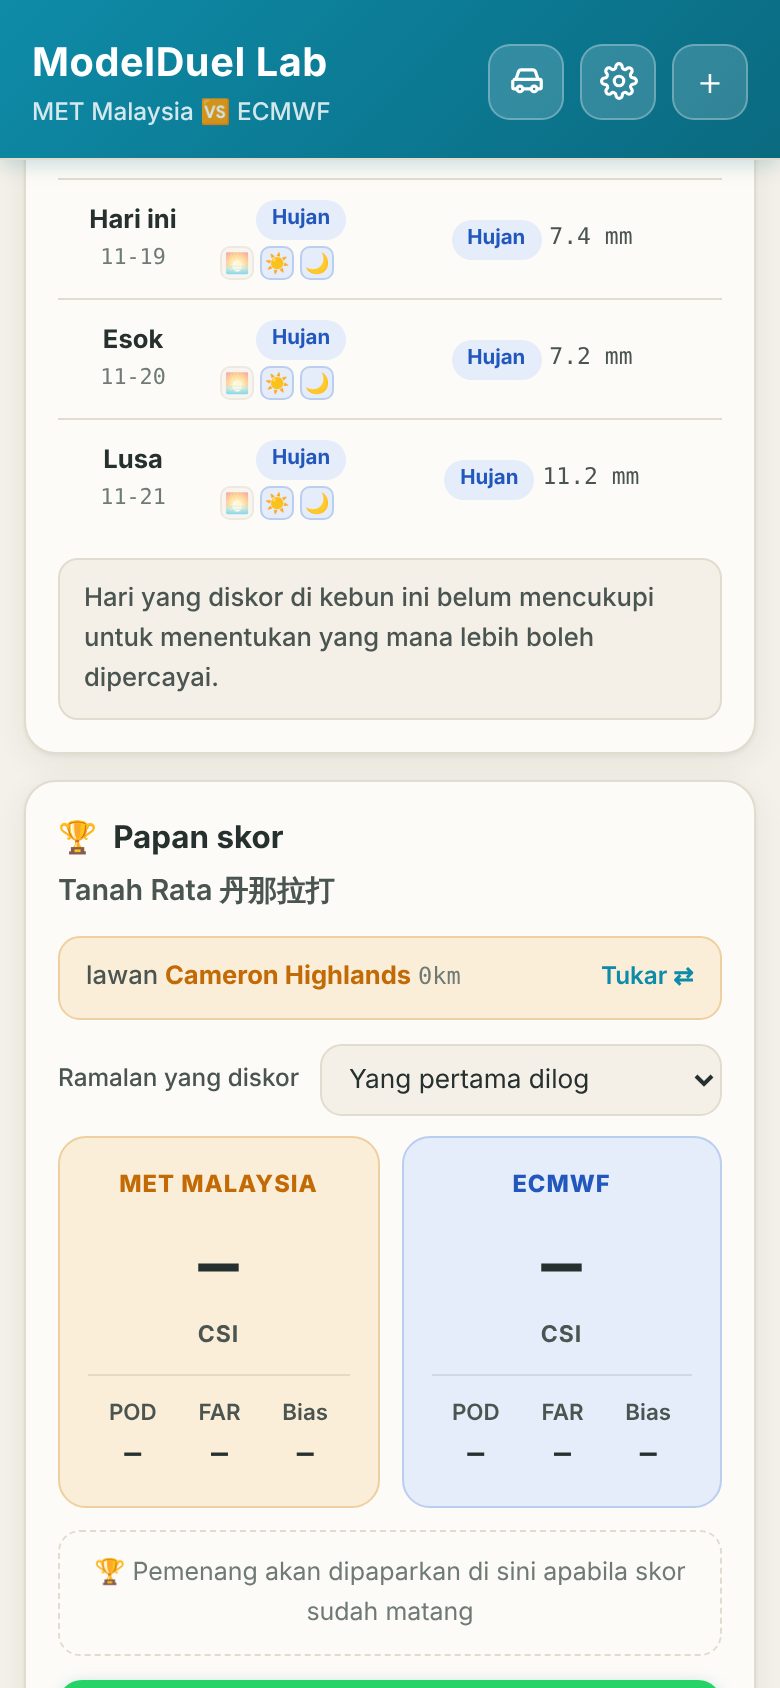 ModelDuel Lab
MET Malaysia 🆚 ECMWF
+
Hari ini
11-19
Hujan
Hujan 7.4 mm
Esok
11-20
Hujan
Hujan 7.2 mm
Lusa
11-21
Hujan
Hujan 11.2 mm
Hari yang diskor di kebun ini belum mencukupi
untuk menentukan yang mana lebih boleh
dipercayai.
🏆 Papan skor
Tanah Rata 丹那拉打
lawan Cameron Highlands 0km
Tukar ⇄
Ramalan yang diskor
Yang pertama dilog
MET MALAYSIA
—
CSI
POD FAR Bias
– – –
ECMWF
—
CSI
POD FAR Bias
– – –
🏆 Pemenang akan dipaparkan di sini apabila skor
sudah matang